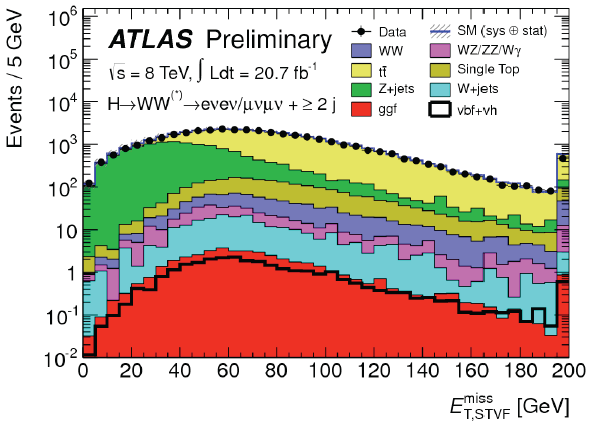 ATLAS Preliminary
√s = 8 TeV, ∫ Ldt = 20.7 fb⁻¹
H→WW⁽*⁾→eνeν/μνμν + ≥ 2 j
Data
SM (sys ⊕ stat)
WW
WZ/ZZ/Wγ
tt̄
Single Top
Z+jets
W+jets
ggf
vbf+vh
Events / 5 GeV
10⁶
10⁵
10⁴
10³
10²
10
1
10⁻¹
10⁻²
0 20 40 60 80 100 120 140 160 180 200
E^miss_T,STVF [GeV]